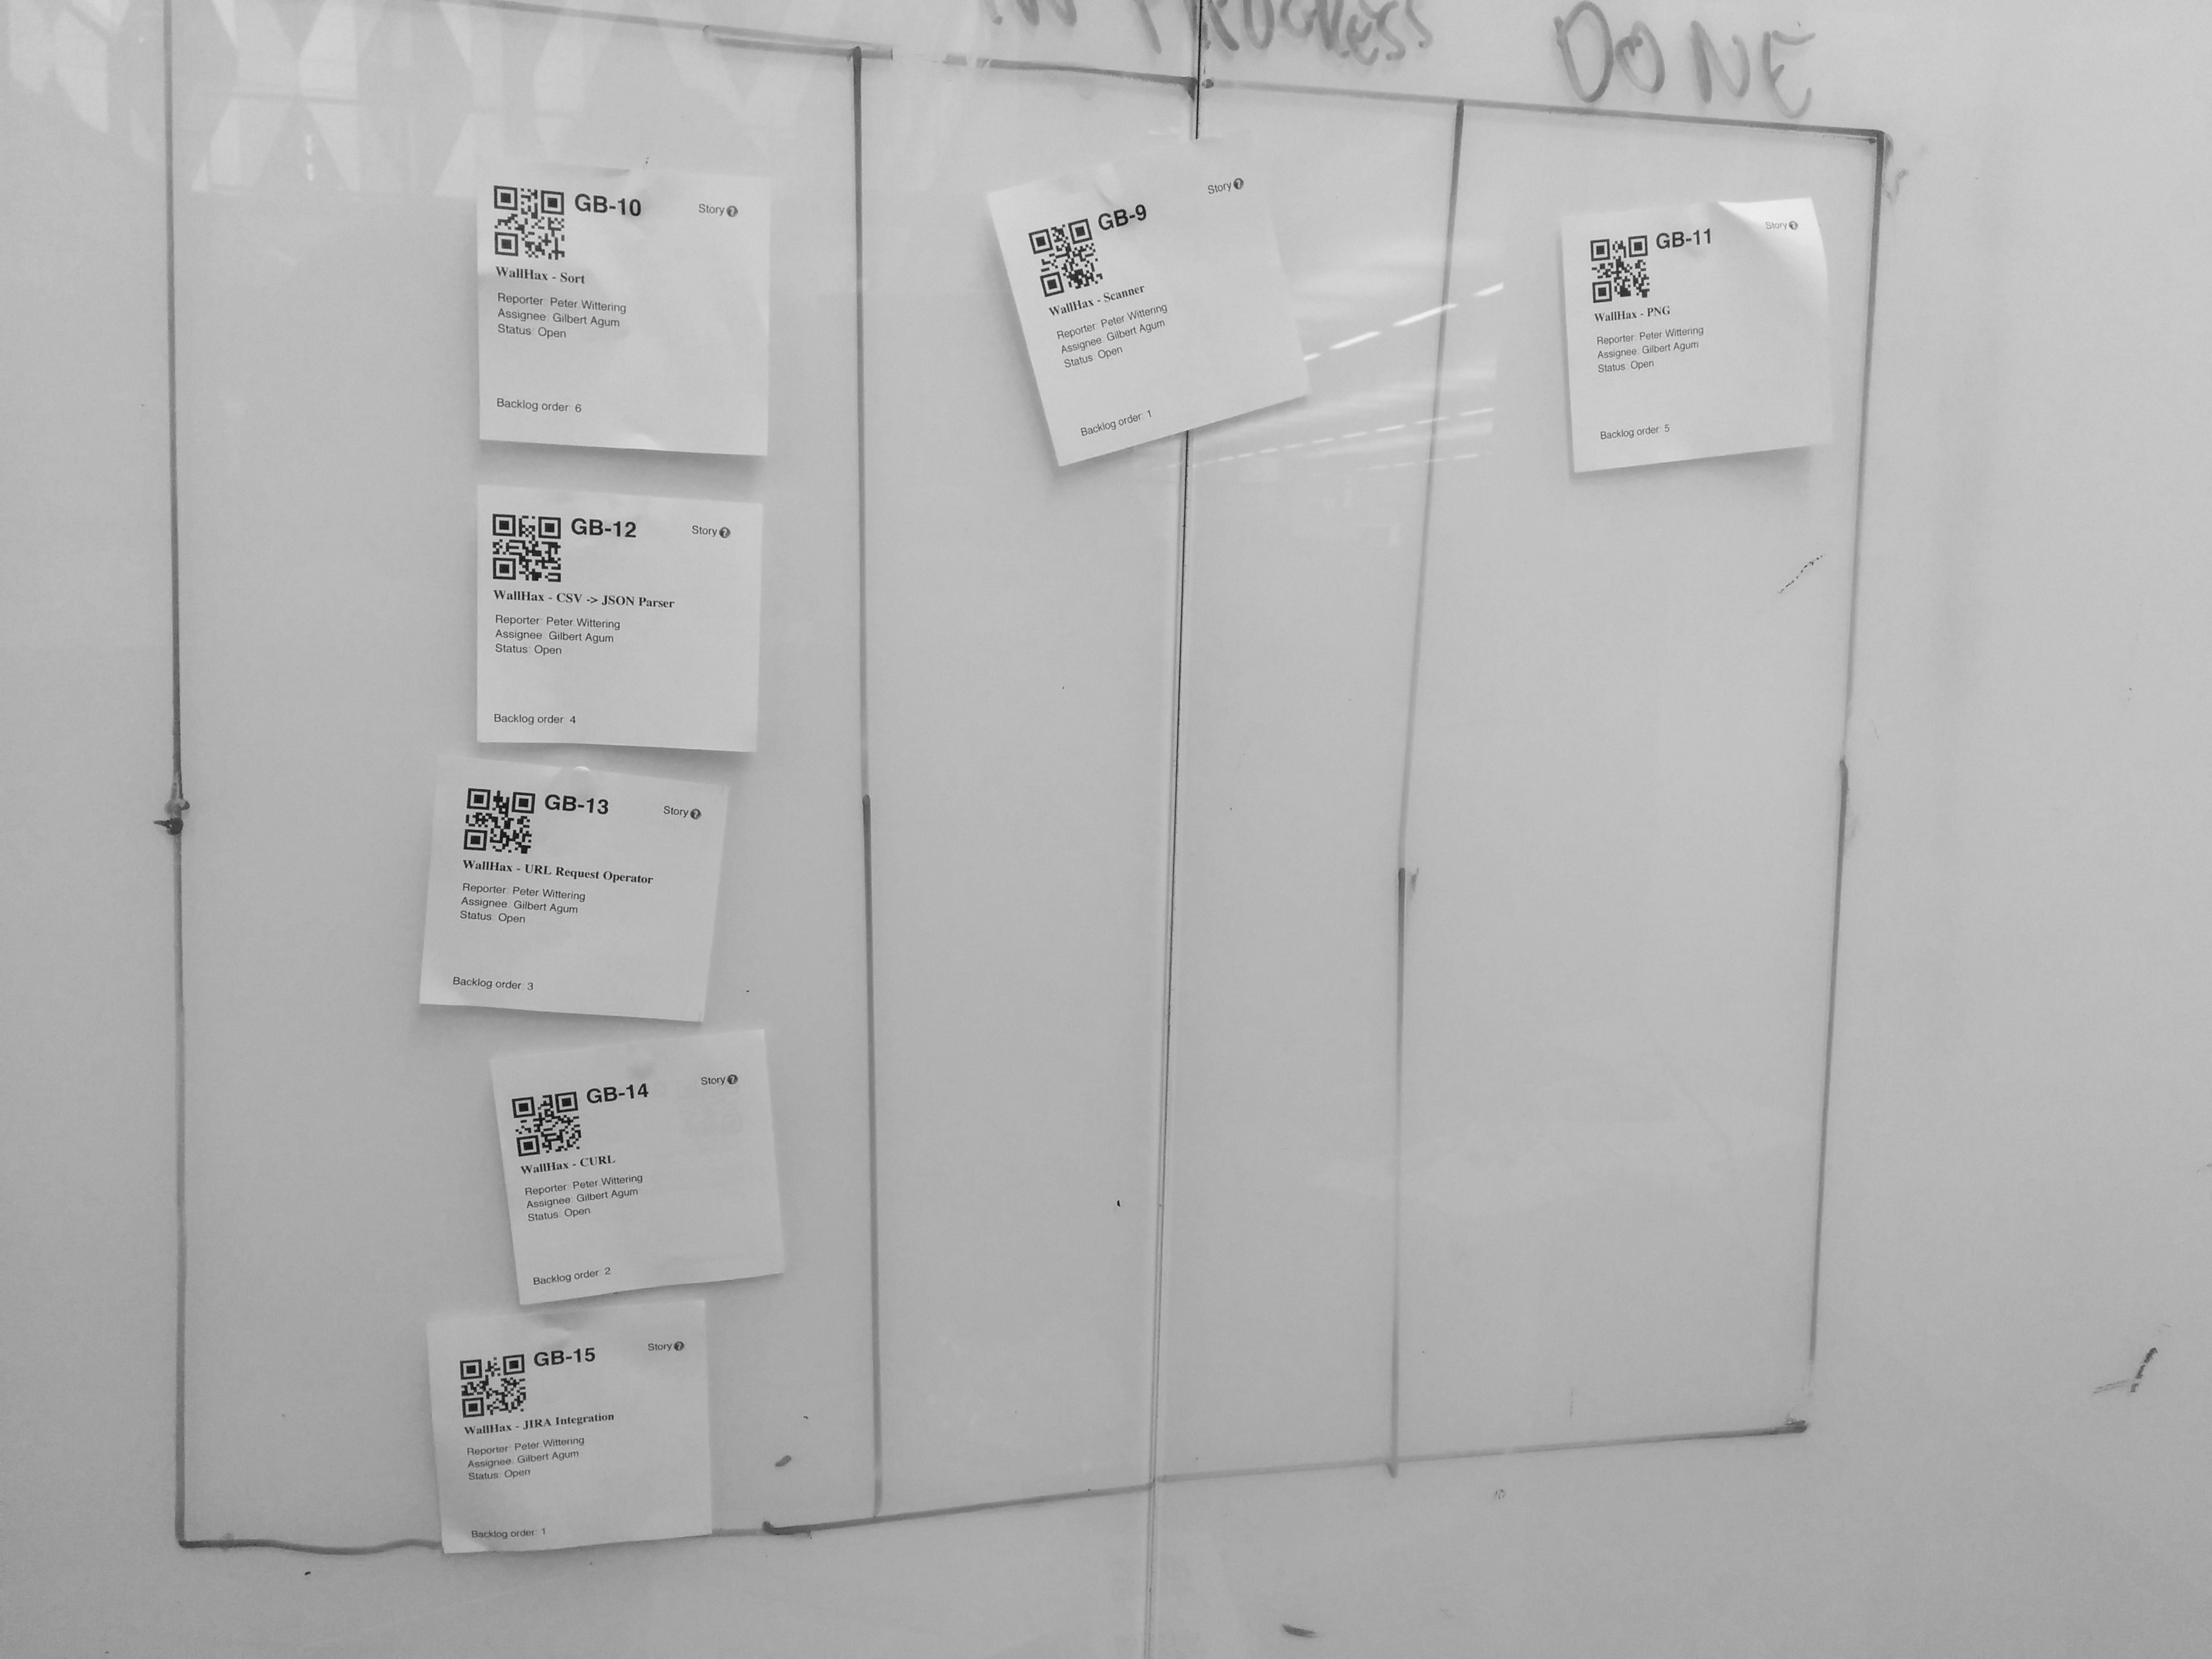 IN PROGRESS
DONE
GB-10
Story
WallHax - Sort
Reporter: Peter Wittering
Assignee: Gilbert Agum
Status: Open
Backlog order: 6
GB-12
Story
WallHax - CSV -> JSON Parser
Reporter: Peter Wittering
Assignee: Gilbert Agum
Status: Open
Backlog order: 4
GB-13
Story
WallHax - URL Request Operator
Reporter: Peter Wittering
Assignee: Gilbert Agum
Status: Open
Backlog order: 3
GB-14
Story
WallHax - CURL
Reporter: Peter Wittering
Assignee: Gilbert Agum
Status: Open
Backlog order: 2
GB-15
Story
WallHax - JIRA Integration
Reporter: Peter Wittering
Assignee: Gilbert Agum
Status: Open
Backlog order: 1
GB-9
Story
WallHax - Scanner
Reporter: Peter Wittering
Assignee: Gilbert Agum
Status: Open
Backlog order: 1
GB-11
Story
WallHax - PNG
Reporter: Peter Wittering
Assignee: Gilbert Agum
Status: Open
Backlog order: 5